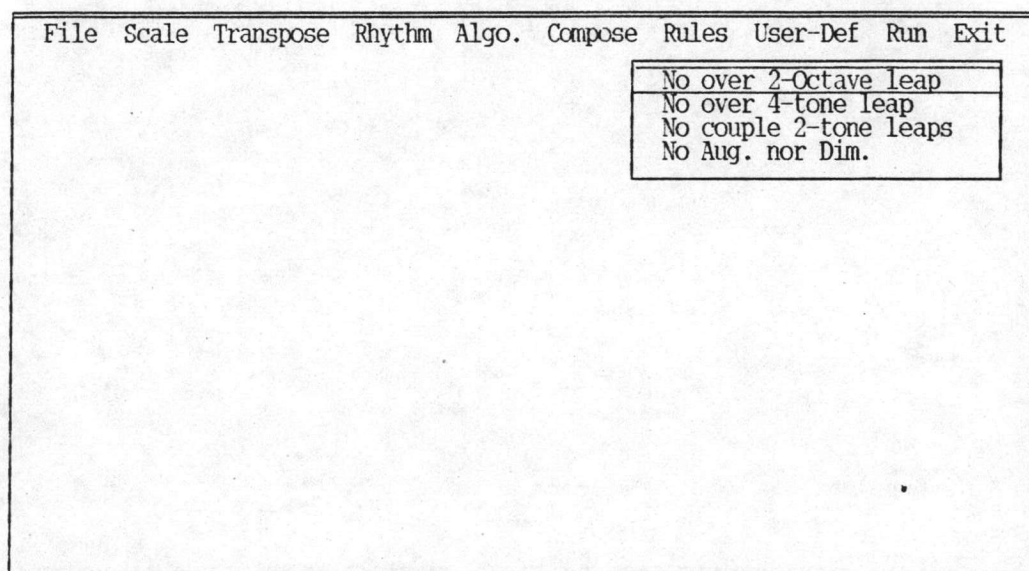 File Scale Transpose Rhythm Algo. Compose Rules User-Def Run Exit
No over 2-Octave leap
No over 4-tone leap
No couple 2-tone leaps
No Aug. nor Dim.